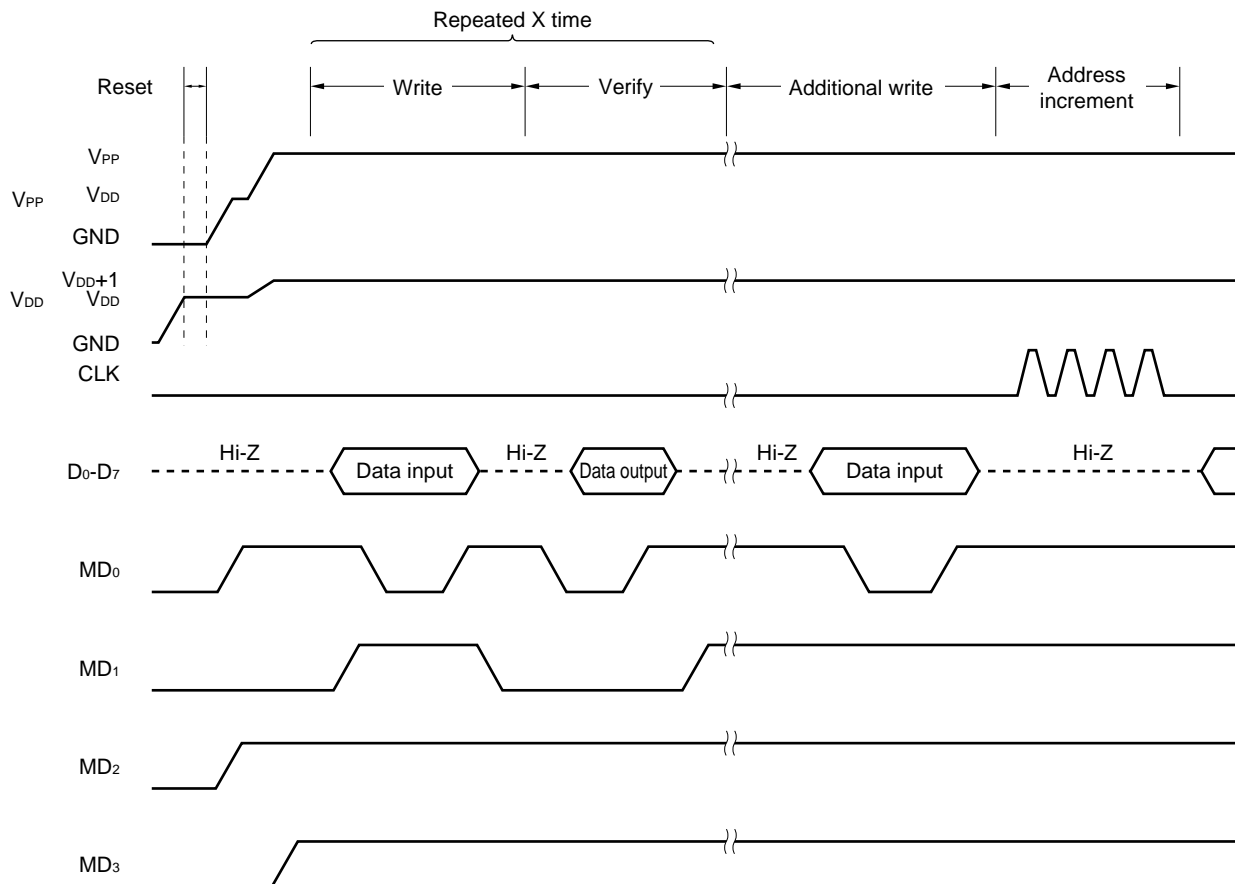 Repeated X time
Reset
Write
Verify
Additional write
Address
increment
VPP
VPP
VDD
GND
VDD
VDD+1
VDD
GND
CLK
D0-D7
Hi-Z
Data input
Hi-Z
Data output
Hi-Z
Data input
Hi-Z
MD0
MD1
MD2
MD3